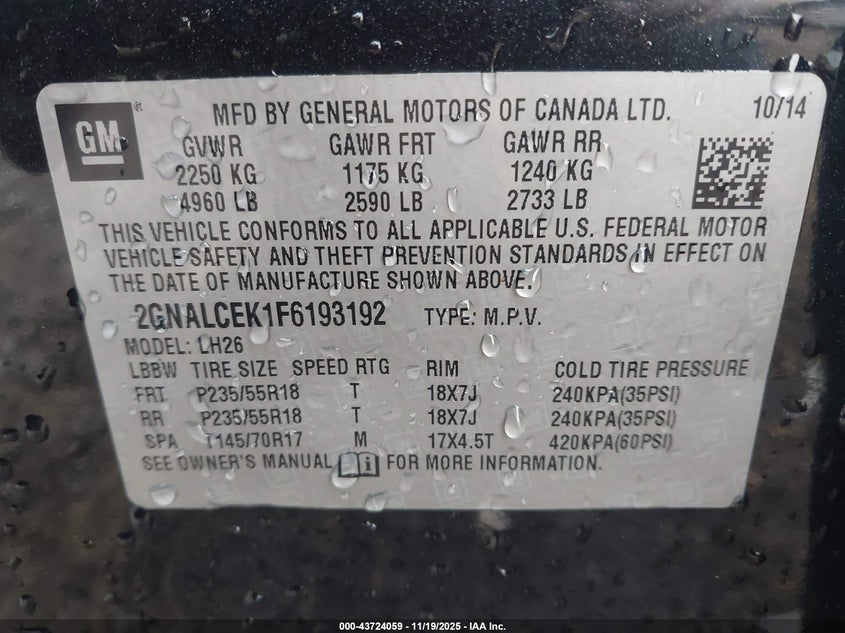 GM ® MFD BY GENERAL MOTORS OF CANADA LTD. 10/14
GVWR GAWR FRT GAWR RR
2250 KG 1175 KG 1240 KG
4960 LB 2590 LB 2733 LB
THIS VEHICLE CONFORMS TO ALL APPLICABLE U.S. FEDERAL MOTOR
VEHICLE SAFETY AND THEFT PREVENTION STANDARDS IN EFFECT ON
THE DATE OF MANUFACTURE SHOWN ABOVE.
2GNALCEK1F6193192 TYPE: M.P.V.
MODEL: LH26
LBBW TIRE SIZE SPEED RTG RIM COLD TIRE PRESSURE
FRT P235/55R18 T 18X7J 240KPA(35PSI)
RR P235/55R18 T 18X7J 240KPA(35PSI)
SPA T145/70R17 M 17X4.5T 420KPA(60PSI)
SEE OWNER'S MANUAL FOR MORE INFORMATION.
000-43724059 — 11/19/2025 — IAA, Inc.